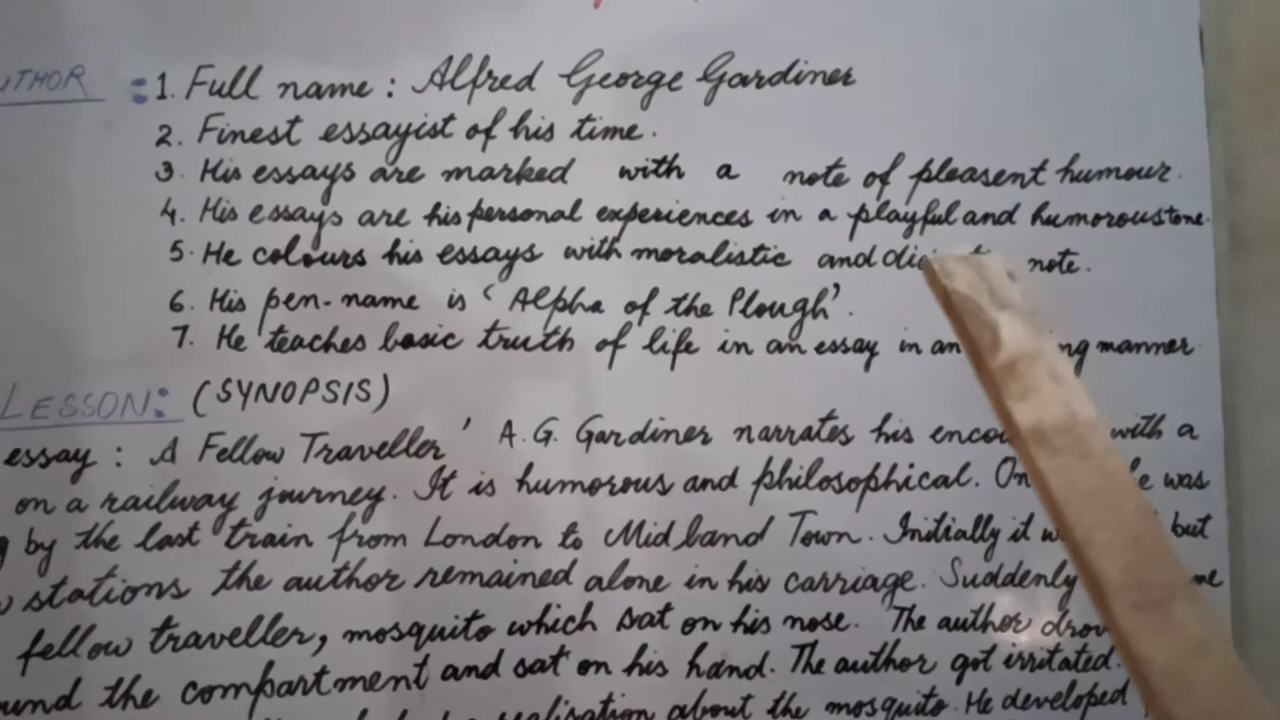 : 1. Full name : Alfred George Gardiner
2. Finest essayist of his time.
3. His essays are marked with a note of pleasent humour.
4. His essays are his personal experiences in a playful and humorous tone.
5. He colours his essays with moralistic and note.
6. His pen-name is ‘Alpha of the Plough’.
7. He teaches basic truth of life in an essay in an manner
LESSON: (SYNOPSIS)
essay : A Fellow Traveller’ A.G. Gardiner narrates his with a
on a railway journey. It is humorous and philosophical. was
by the last train from London to Midland Town. Initially it but
stations the author remained alone in his carriage. Suddenly
fellow traveller, mosquito which sat on his nose. The author
the compartment and sat on his hand. The author got irritated.
about the mosquito. He developed